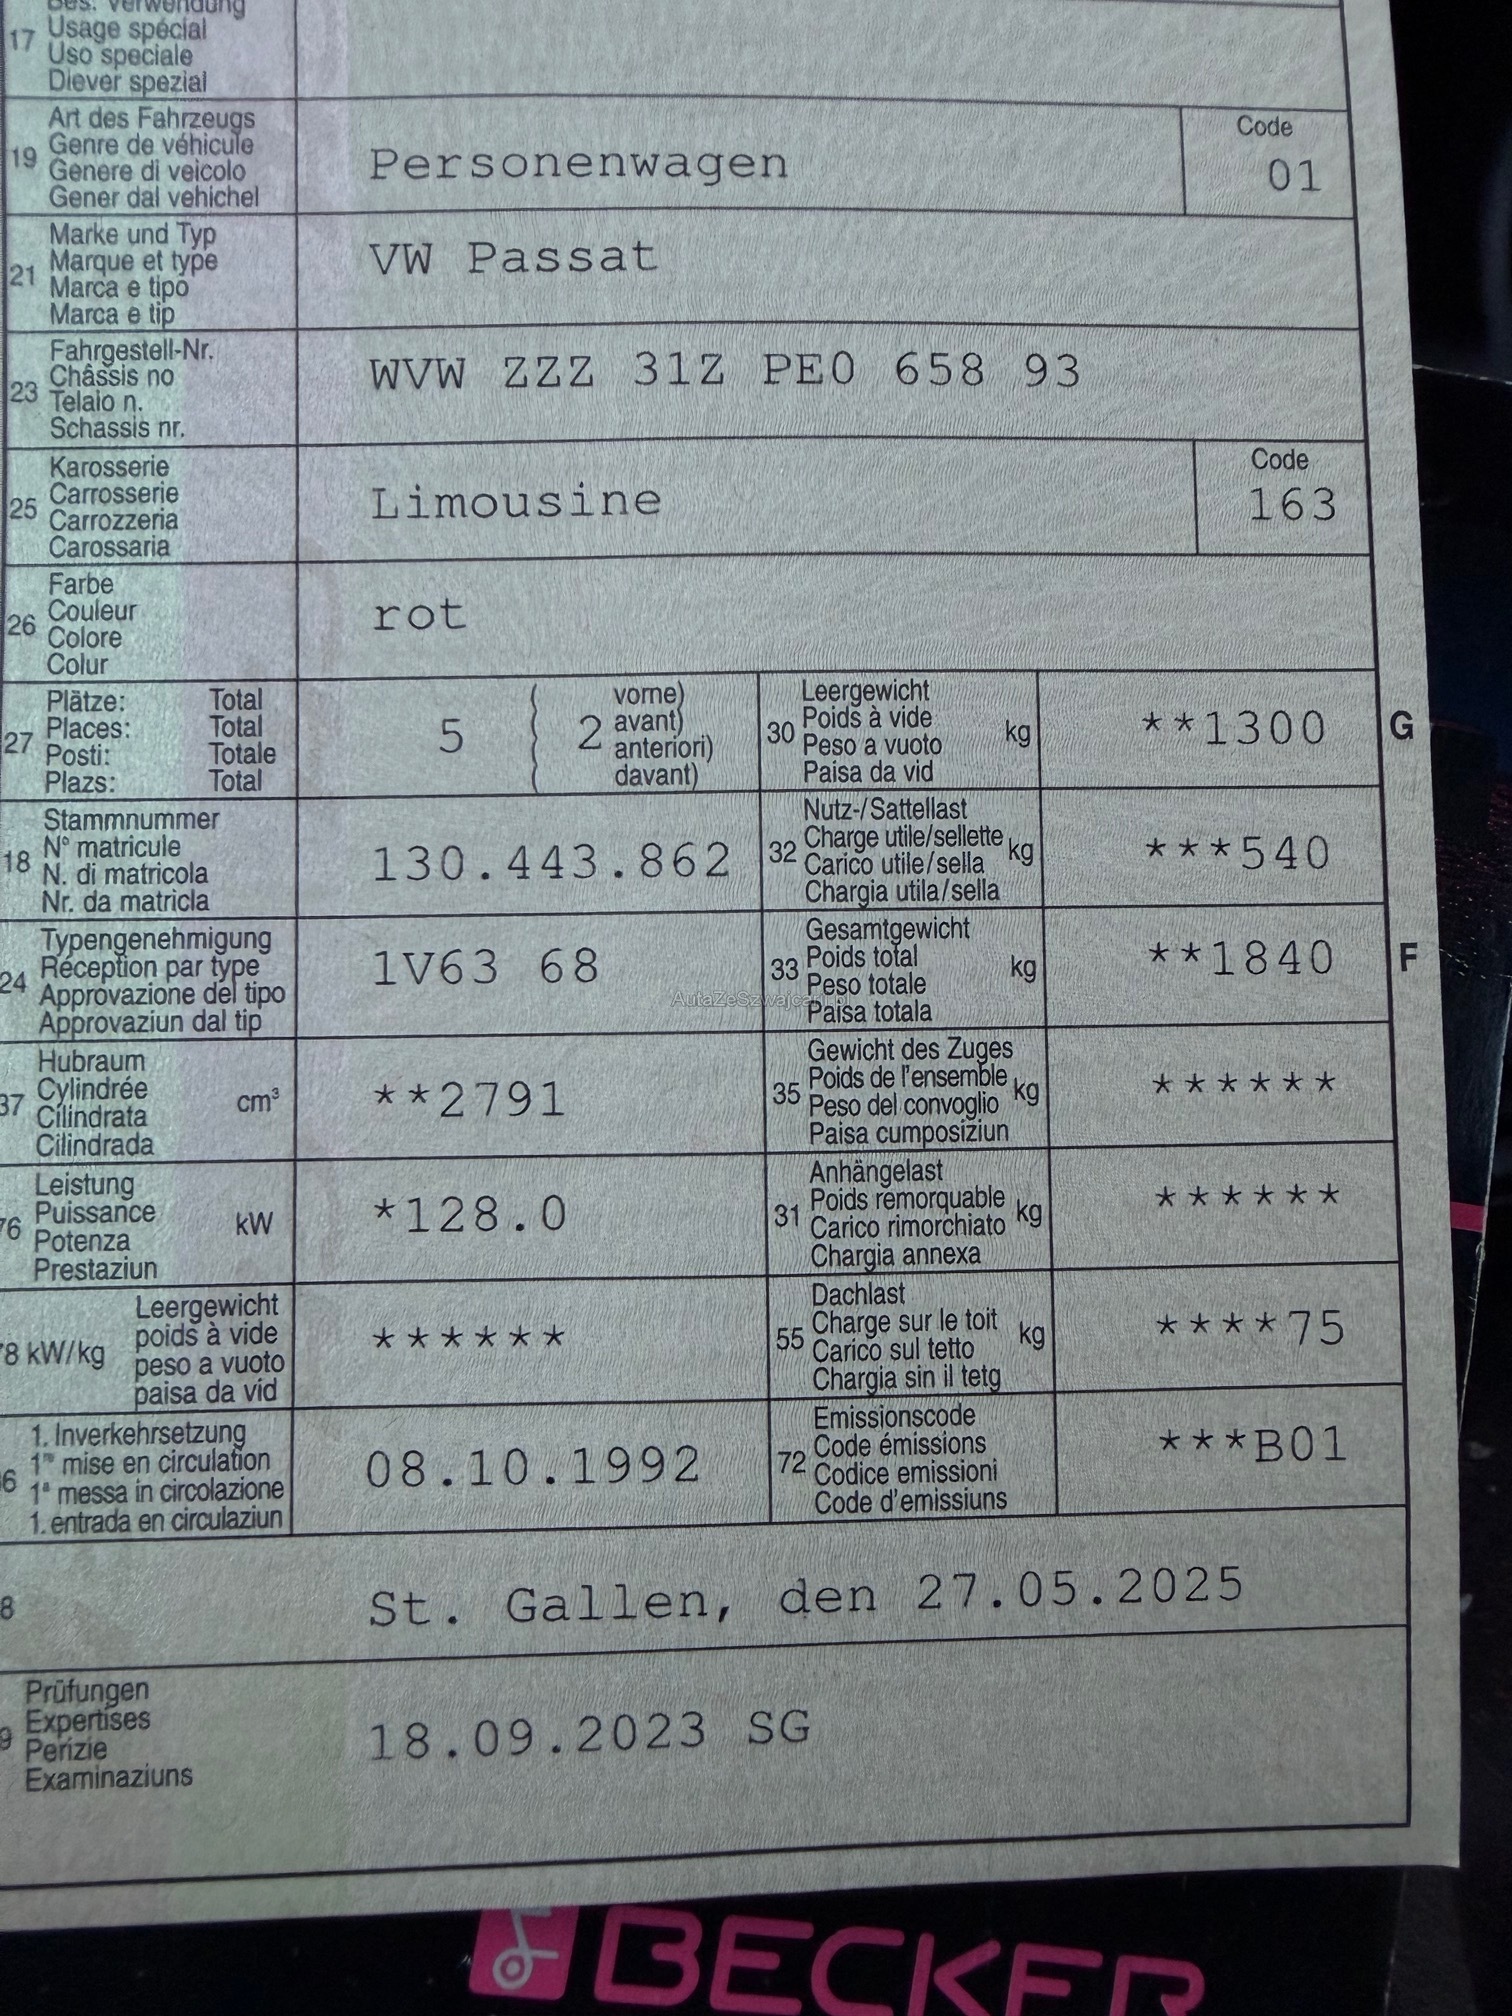 Bes. Verwendung
17 Usage spécial
Uso speciale
Diever spezial
Art des Fahrzeugs
19 Genre de véhicule
Genere di veicolo
Gener dal vehichel
Personenwagen
Code
01
Marke und Typ
21 Marque et type
Marca e tipo
Marca e tip
VW Passat
Fahrgestell-Nr.
23 Châssis no
Telaio n.
Schassis nr.
WVW ZZZ 31Z PE0 658 93
Karosserie
25 Carrosserie
Carrozzeria
Carossaria
Limousine
Code
163
Farbe
26 Couleur
Colore
Colur
rot
Plätze: Total
27 Places: Total
Posti: Totale
Plazs: Total
5 { 2 vorne)
avant)
anteriori)
davant)
Leergewicht
30 Poids à vide kg
Peso a vuoto
Paisa da vid
**1300
G
Stammnummer
18 N° matricule
N. di matricola
Nr. da matricla
130.443.862
Nutz-/Sattellast
32 Charge utile/sellette kg
Carico utile/sella
Chargia utila/sella
***540
Typengenehmigung
24 Réception par type
Approvazione del tipo
Approvaziun dal tip
1V63 68
Gesamtgewicht
33 Poids total kg
Peso totale
Paisa totala
**1840
F
AutaZeSzwajcarii.pl
Hubraum
37 Cylindrée cm³
Cilindrata
Cilindrada
**2791
Gewicht des Zuges
35 Poids de l'ensemble kg
Peso del convoglio
Paisa cumposiziun
******
Leistung
76 Puissance kW
Potenza
Prestaziun
*128.0
Anhängelast
31 Poids remorquable kg
Carico rimorchiato
Chargia annexa
******
Leergewicht
78 kW/kg poids à vide
peso a vuoto
paisa da vid
******
Dachlast
55 Charge sur le toit kg
Carico sul tetto
Chargia sin il tetg
****75
1. Inverkehrsetzung
6 1re mise en circulation
1a messa in circolazione
1. entrada en circulaziun
08.10.1992
Emissionscode
72 Code émissions
Codice emissioni
Code d'emissiuns
***B01
8
St. Gallen, den 27.05.2025
Prüfungen
9 Expertises
Perizie
Examinaziuns
18.09.2023 SG
BECKER